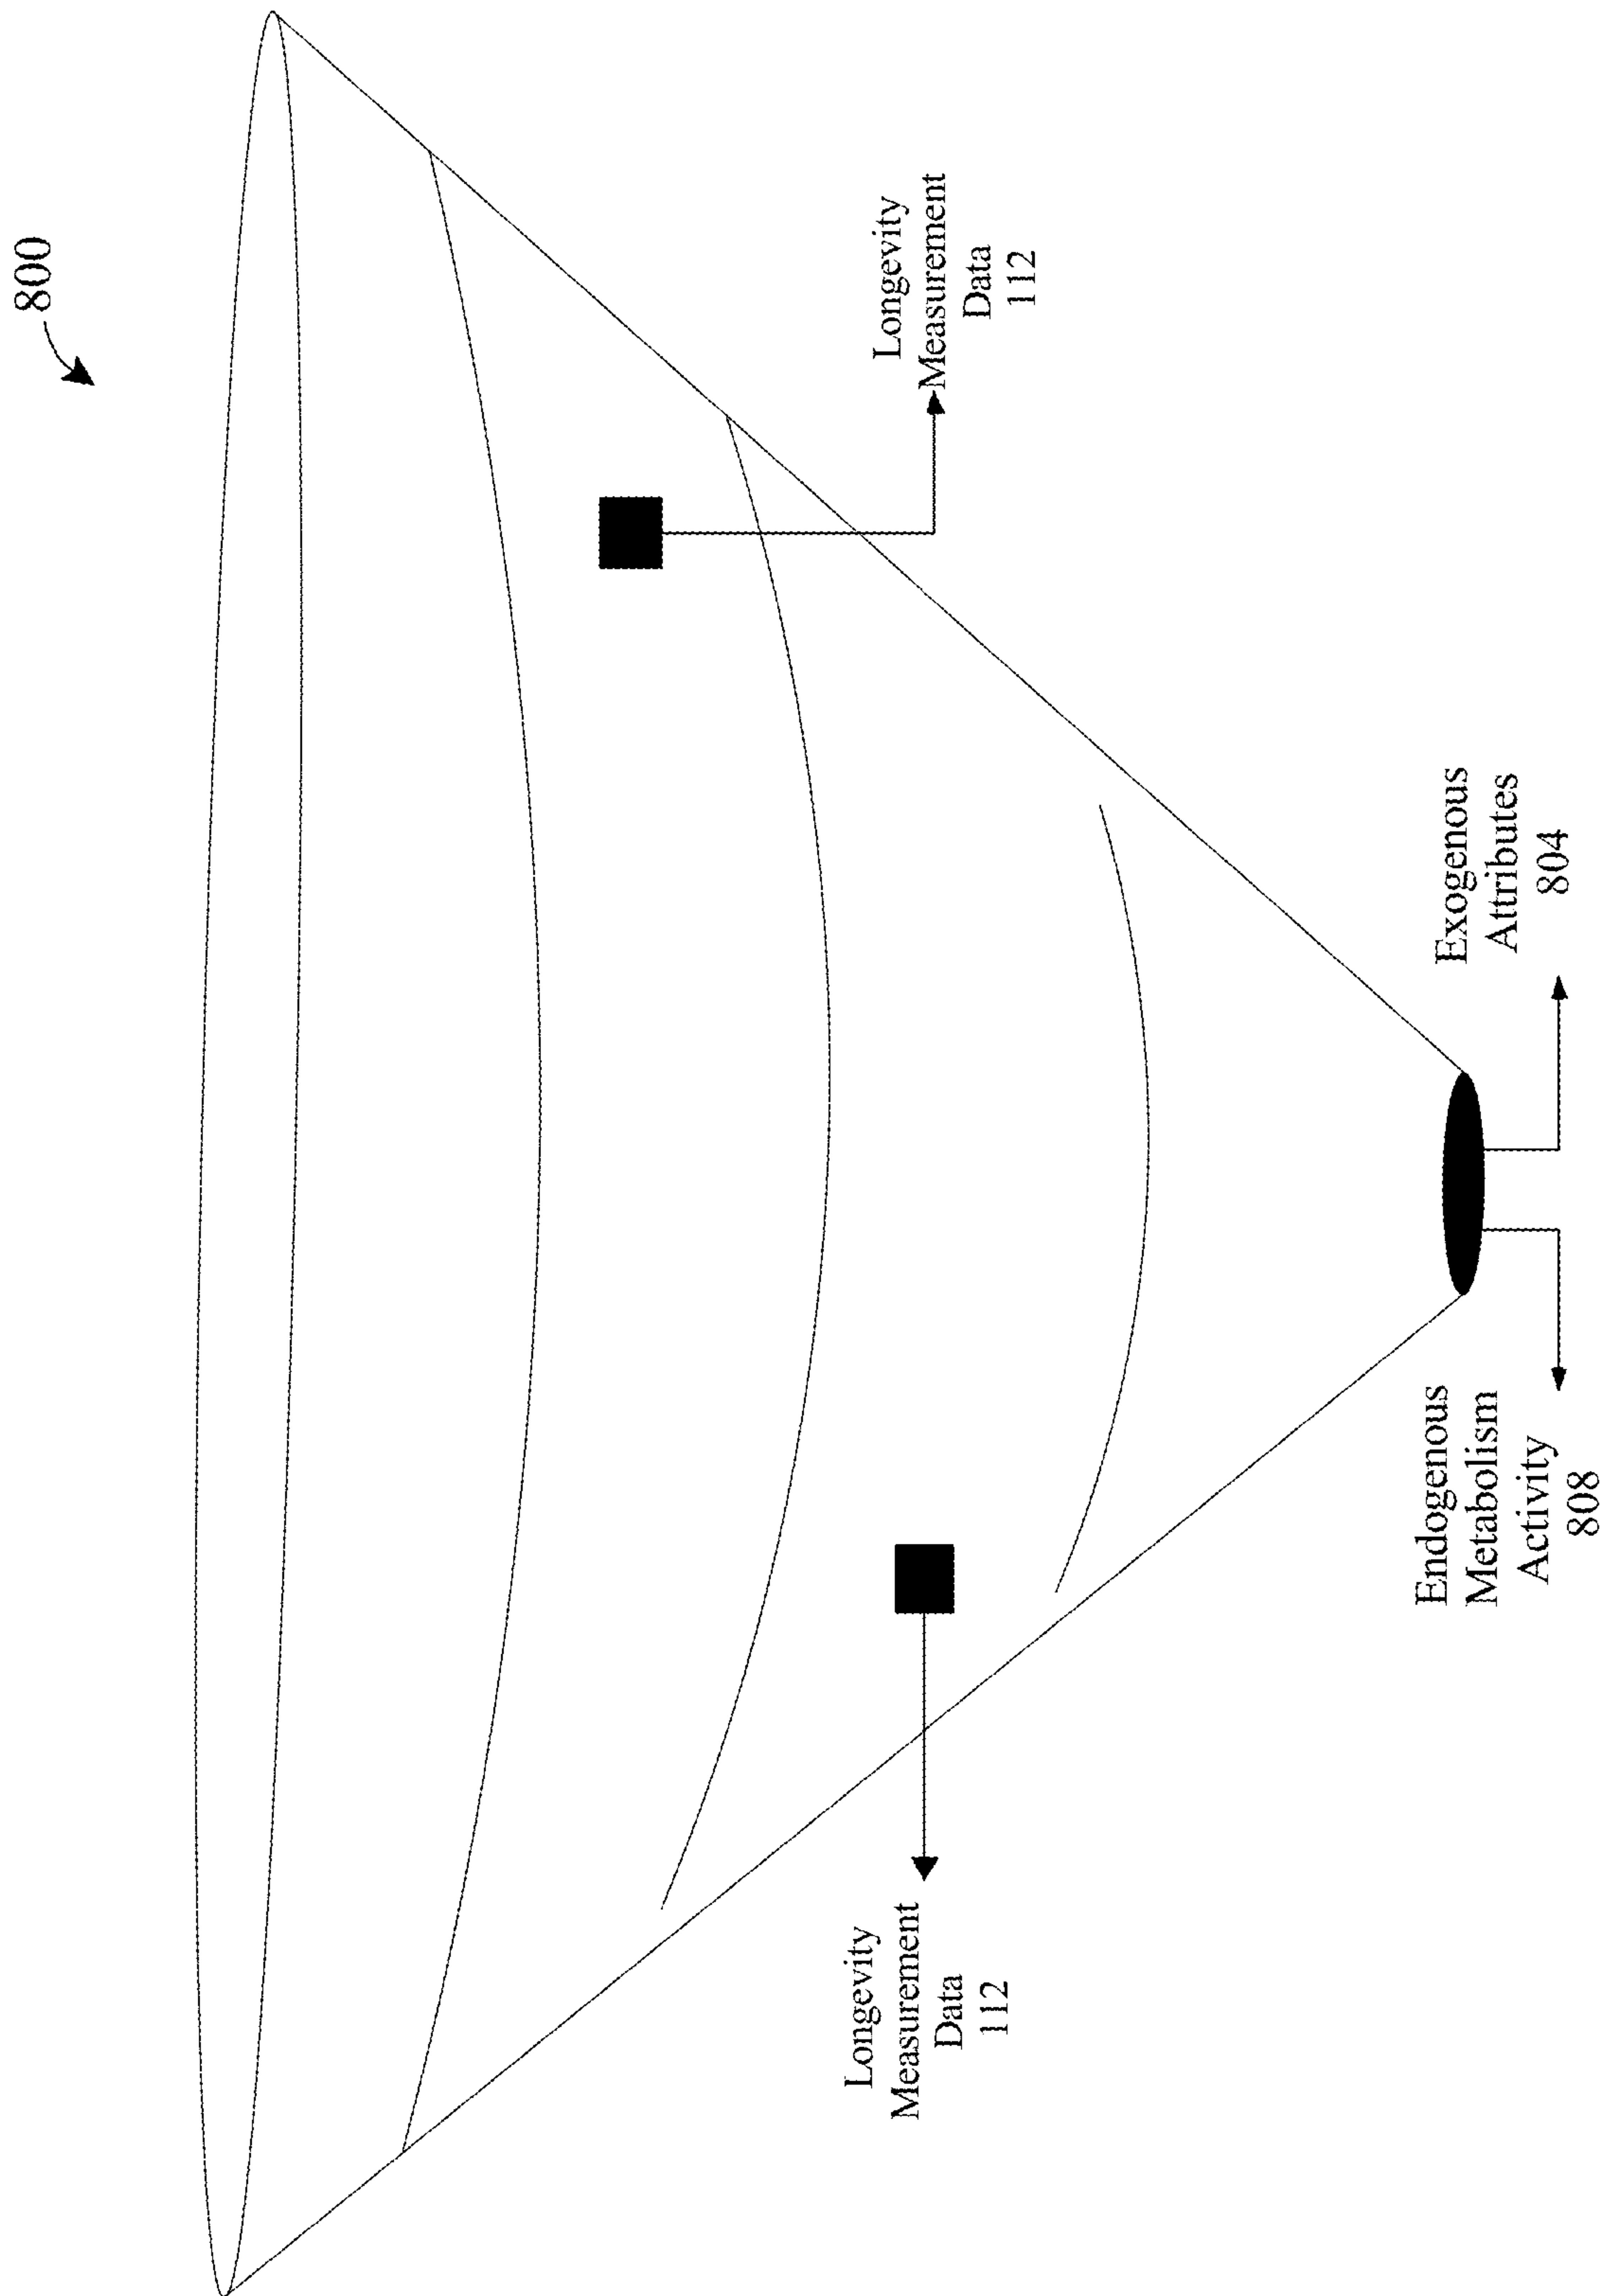 800
Longevity
Measurement
Data
112
Longevity
Measurement
Data
112
Endogenous
Metabolism
Activity
808
Exogenous
Attributes
804